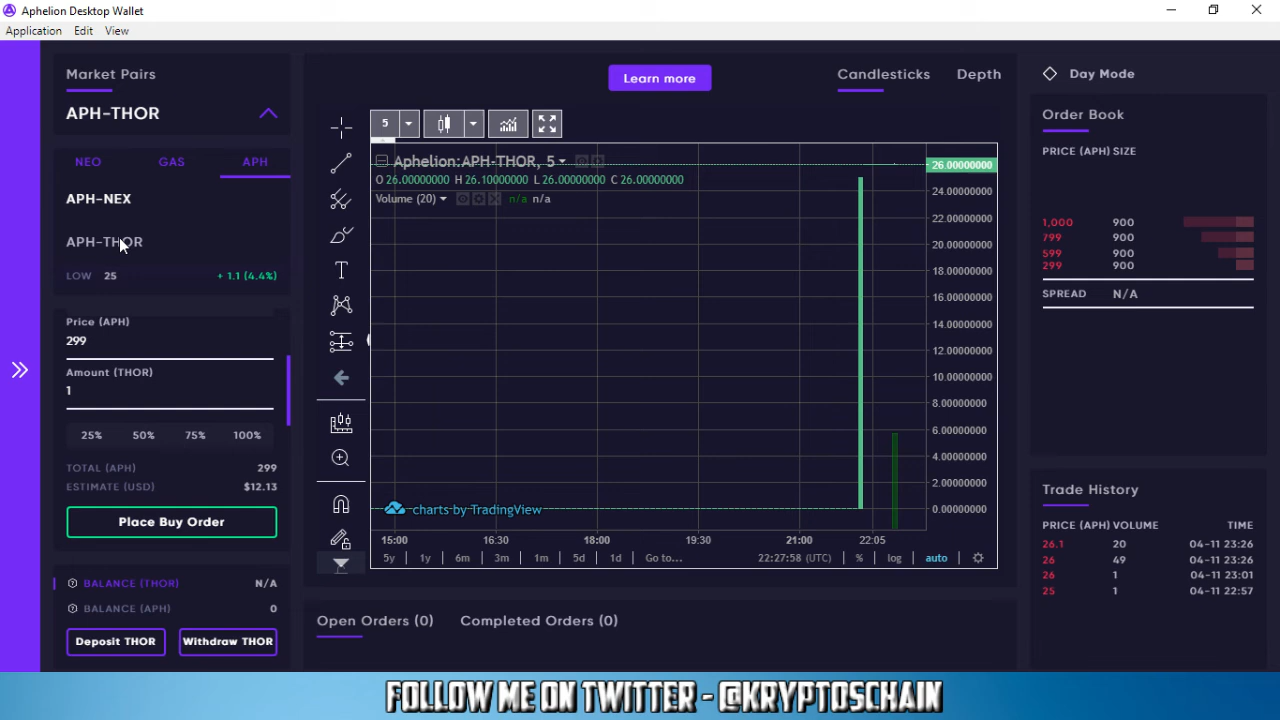 Aphelion Desktop Wallet
Application Edit View
Market Pairs
APH-THOR
NEO GAS APH
APH-NEX
APH-THOR
LOW 25 + 1.1 (4.4%)
Price (APH)
299
Amount (THOR)
1
25% 50% 75% 100%
TOTAL (APH) 299
ESTIMATE (USD) $12.13
Place Buy Order
BALANCE (THOR) N/A
BALANCE (APH) 0
Deposit THOR Withdraw THOR
Learn more
Candlesticks Depth
5
Aphelion:APH-THOR, 5
O 26.00000000 H 26.10000000 L 26.00000000 C 26.00000000
Volume (20) n/a n/a
26.00000000
24.00000000
22.00000000
20.00000000
18.00000000
16.00000000
14.00000000
12.00000000
10.00000000
8.00000000
6.00000000
4.00000000
2.00000000
0.00000000
charts by TradingView
15:00 16:30 18:00 19:30 21:00 22:05
5y 1y 6m 3m 1m 5d 1d Go to... 22:27:58 (UTC) % log auto
Open Orders (0) Completed Orders (0)
Day Mode
Order Book
PRICE (APH) SIZE
1,000 900
799 900
599 900
299 900
SPREAD N/A
Trade History
PRICE (APH) VOLUME TIME
26.1 20 04-11 23:26
26 49 04-11 23:26
26 1 04-11 23:01
25 1 04-11 22:57
FOLLOW ME ON TWITTER - @KRYPTOSCHAIN